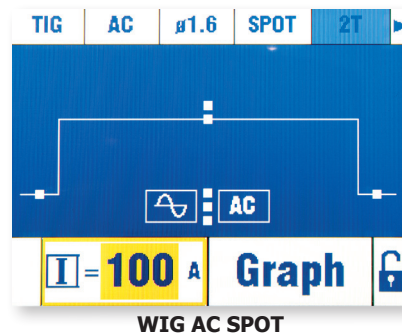 TIG AC ø1.6 SPOT 2T
AC
I = 100 A Graph
WIG AC SPOT